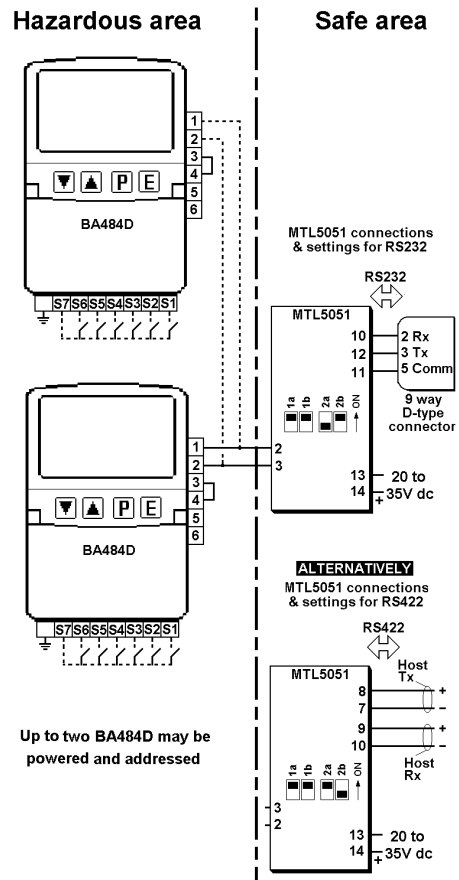 Hazardous area
Safe area
1
2
3
4
5
6
P E
BA484D
S7 S6 S5 S4 S3 S2 S1
MTL5051 connections
& settings for RS232
RS232
MTL5051
10
12
11
2 Rx
3 Tx
5 Comm
9 way
D-type
connector
1a 1b 2a 2b ON
2
3
13
14
20 to
+ 35V dc
1
2
3
4
5
6
P E
BA484D
S7 S6 S5 S4 S3 S2 S1
ALTERNATIVELY
MTL5051 connections
& settings for RS422
RS422
MTL5051
Host
Tx
8 +
7 −
9 +
10 −
Host
Rx
1a 1b 2a 2b ON
3
2
13
14
20 to
+ 35V dc
Up to two BA484D may be
powered and addressed